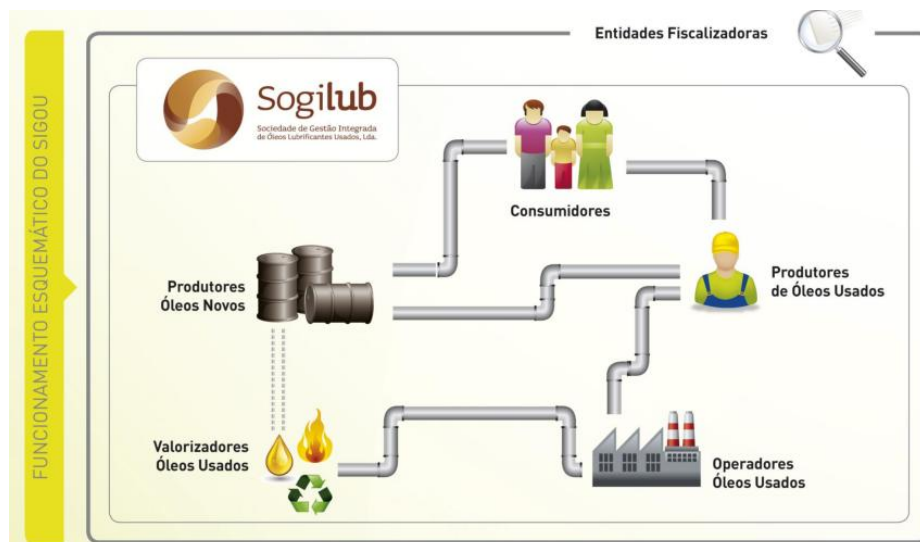 Entidades Fiscalizadoras
FUNCIONAMENTO ESQUEMÁTICO DO SIGOU
Sogilub
Sociedade de Gestão Integrada
de Óleos Lubrificantes Usados, Lda.
Consumidores
Produtores
Óleos Novos
Produtores
de Óleos Usados
Valorizadores
Óleos Usados
Operadores
Óleos Usados